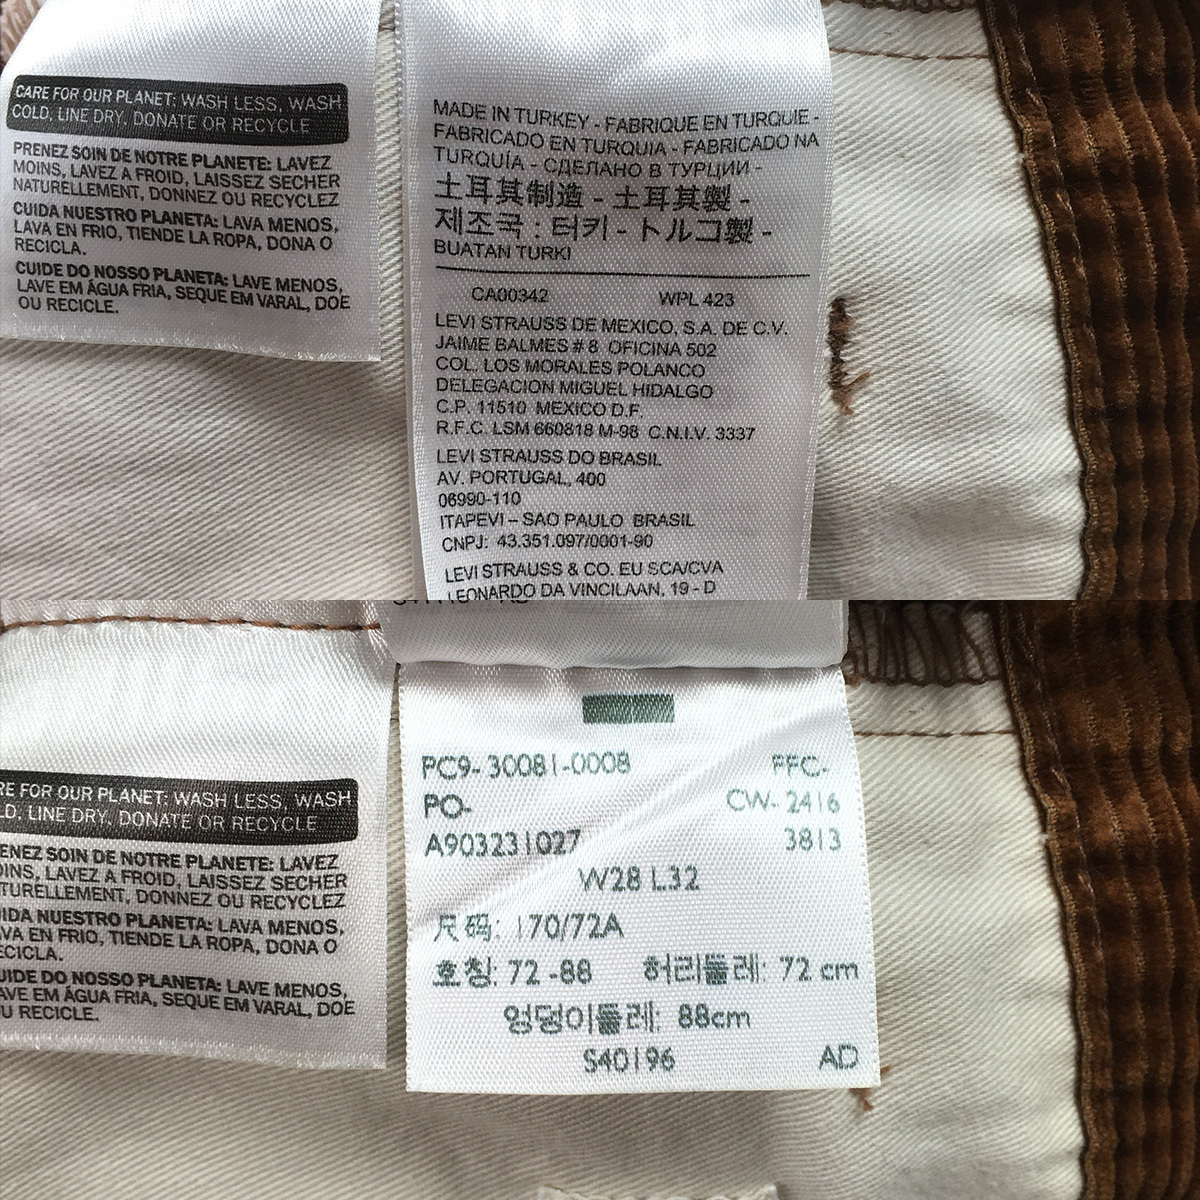 CARE FOR OUR PLANET: WASH LESS, WASH
COLD, LINE DRY, DONATE OR RECYCLE
PRENEZ SOIN DE NOTRE PLANETE: LAVEZ
MOINS, LAVEZ A FROID, LAISSEZ SECHER
NATURELLEMENT, DONNEZ OU RECYCLEZ
CUIDA NUESTRO PLANETA: LAVA MENOS,
LAVA EN FRIO, TIENDE LA ROPA, DONA O
RECICLA.
CUIDE DO NOSSO PLANETA: LAVE MENOS,
LAVE EM ÁGUA FRIA, SEQUE EM VARAL, DOE
OU RECICLE.
MADE IN TURKEY - FABRIQUE EN TURQUIE -
FABRICADO EN TURQUIA - FABRICADO NA
TURQUÍA - СДЕЛАНО В ТУРЦИИ -
土耳其制造 - 土耳其製 -
제조국 : 터키 - トルコ製 -
BUATAN TURKI
CA00342 WPL 423
LEVI STRAUSS DE MEXICO, S.A. DE C.V.
JAIME BALMES # 8 OFICINA 502
COL. LOS MORALES POLANCO
DELEGACION MIGUEL HIDALGO
C.P. 11510 MEXICO D.F.
R.F.C. LSM 660818 M-98 C.N.I.V. 3337
LEVI STRAUSS DO BRASIL
AV. PORTUGAL, 400
06990-110
ITAPEVI – SAO PAULO BRASIL
CNPJ: 43.351.097/0001-90
LEVI STRAUSS & CO. EU SCA/CVA
LEONARDO DA VINCILAAN, 19 - D
RE FOR OUR PLANET: WASH LESS, WASH
LD, LINE DRY, DONATE OR RECYCLE
ENEZ SOIN DE NOTRE PLANETE: LAVEZ
OINS, LAVEZ A FROID, LAISSEZ SECHER
TURELLEMENT, DONNEZ OU RECYCLEZ
IDA NUESTRO PLANETA: LAVA MENOS,
VA EN FRIO, TIENDE LA ROPA, DONA O
ECICLA.
UIDE DO NOSSO PLANETA: LAVE MENOS,
AVE EM ÁGUA FRIA, SEQUE EM VARAL, DOE
U RECICLE.
PC9-30081-0008 FFC-
PO- CW-2416
A903231027 3813
W28 L32
尺码: 170/72A
호칭: 72 -88 허리둘레: 72 cm
엉덩이둘레: 88cm
S40196 AD